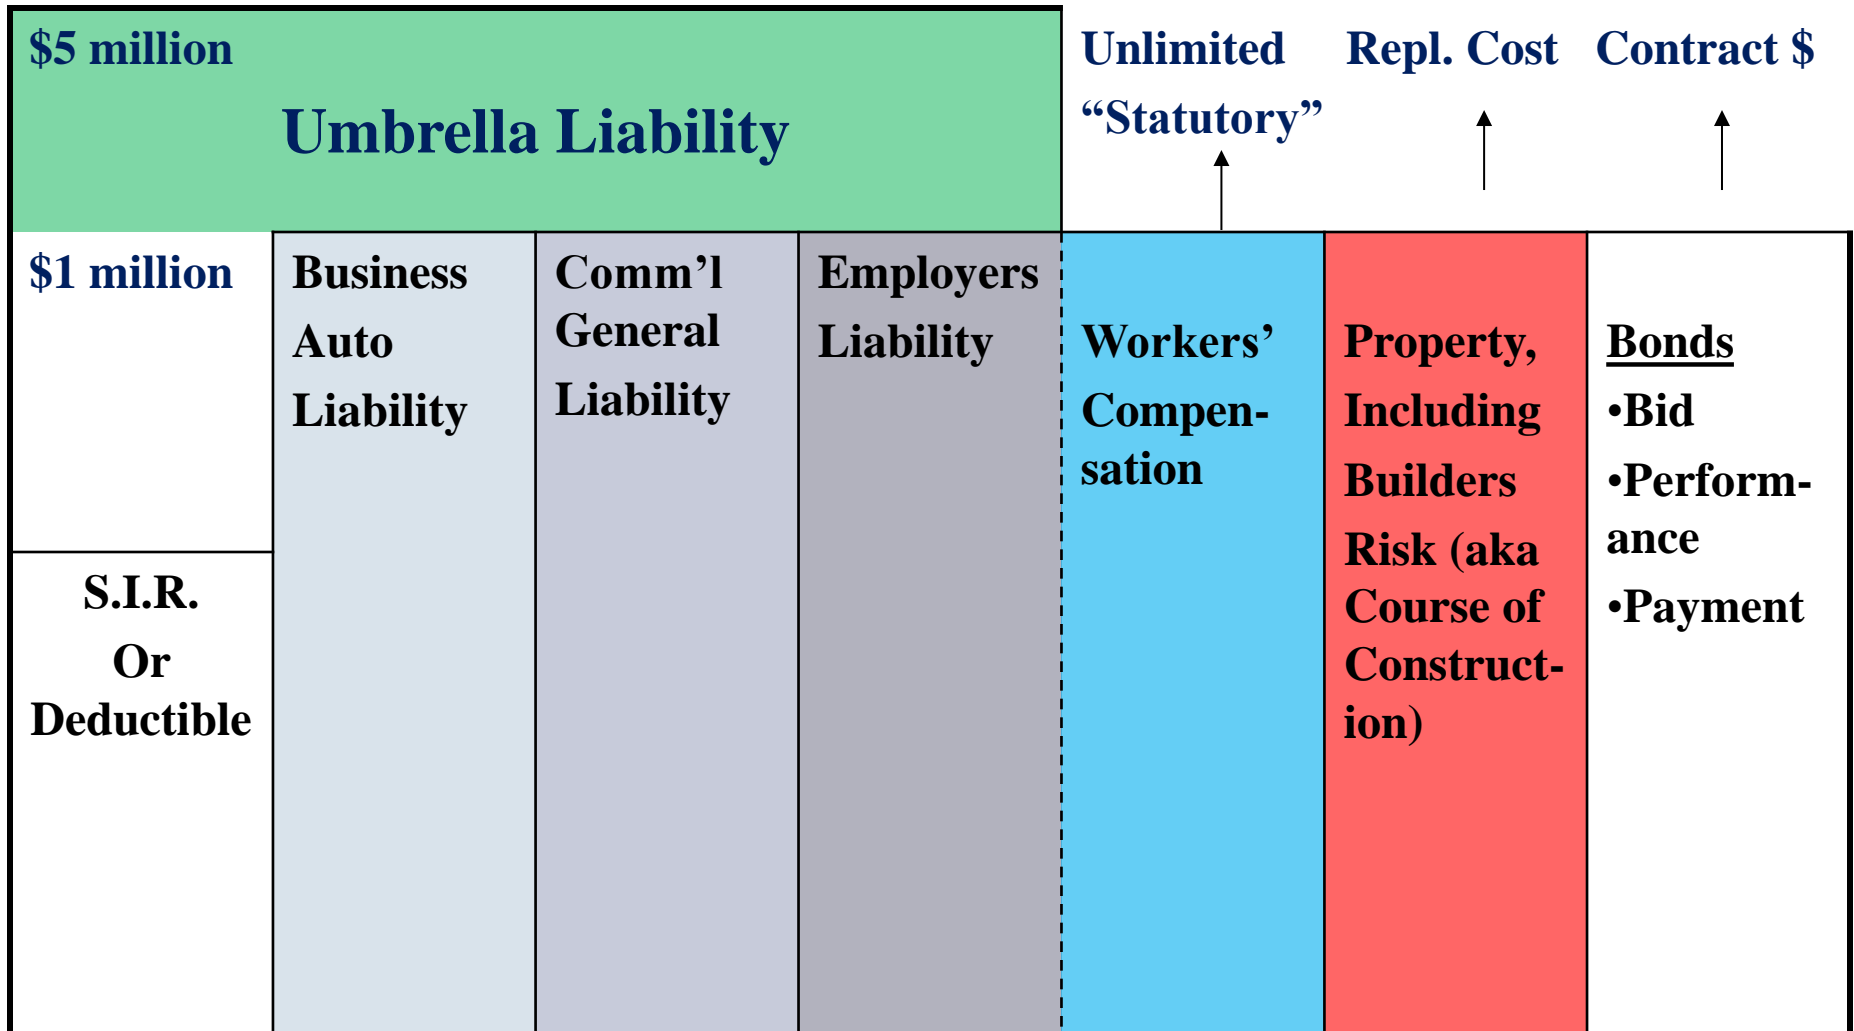 $5 million
Umbrella Liability
Unlimited
“Statutory”
Repl. Cost
Contract $
$1 million
S.I.R.
Or
Deductible
Business
Auto
Liability
Comm’l
General
Liability
Employers
Liability
Workers’
Compen-
sation
Property,
Including
Builders
Risk (aka
Course of
Construct-
ion)
Bonds
•Bid
•Perform-
ance
•Payment